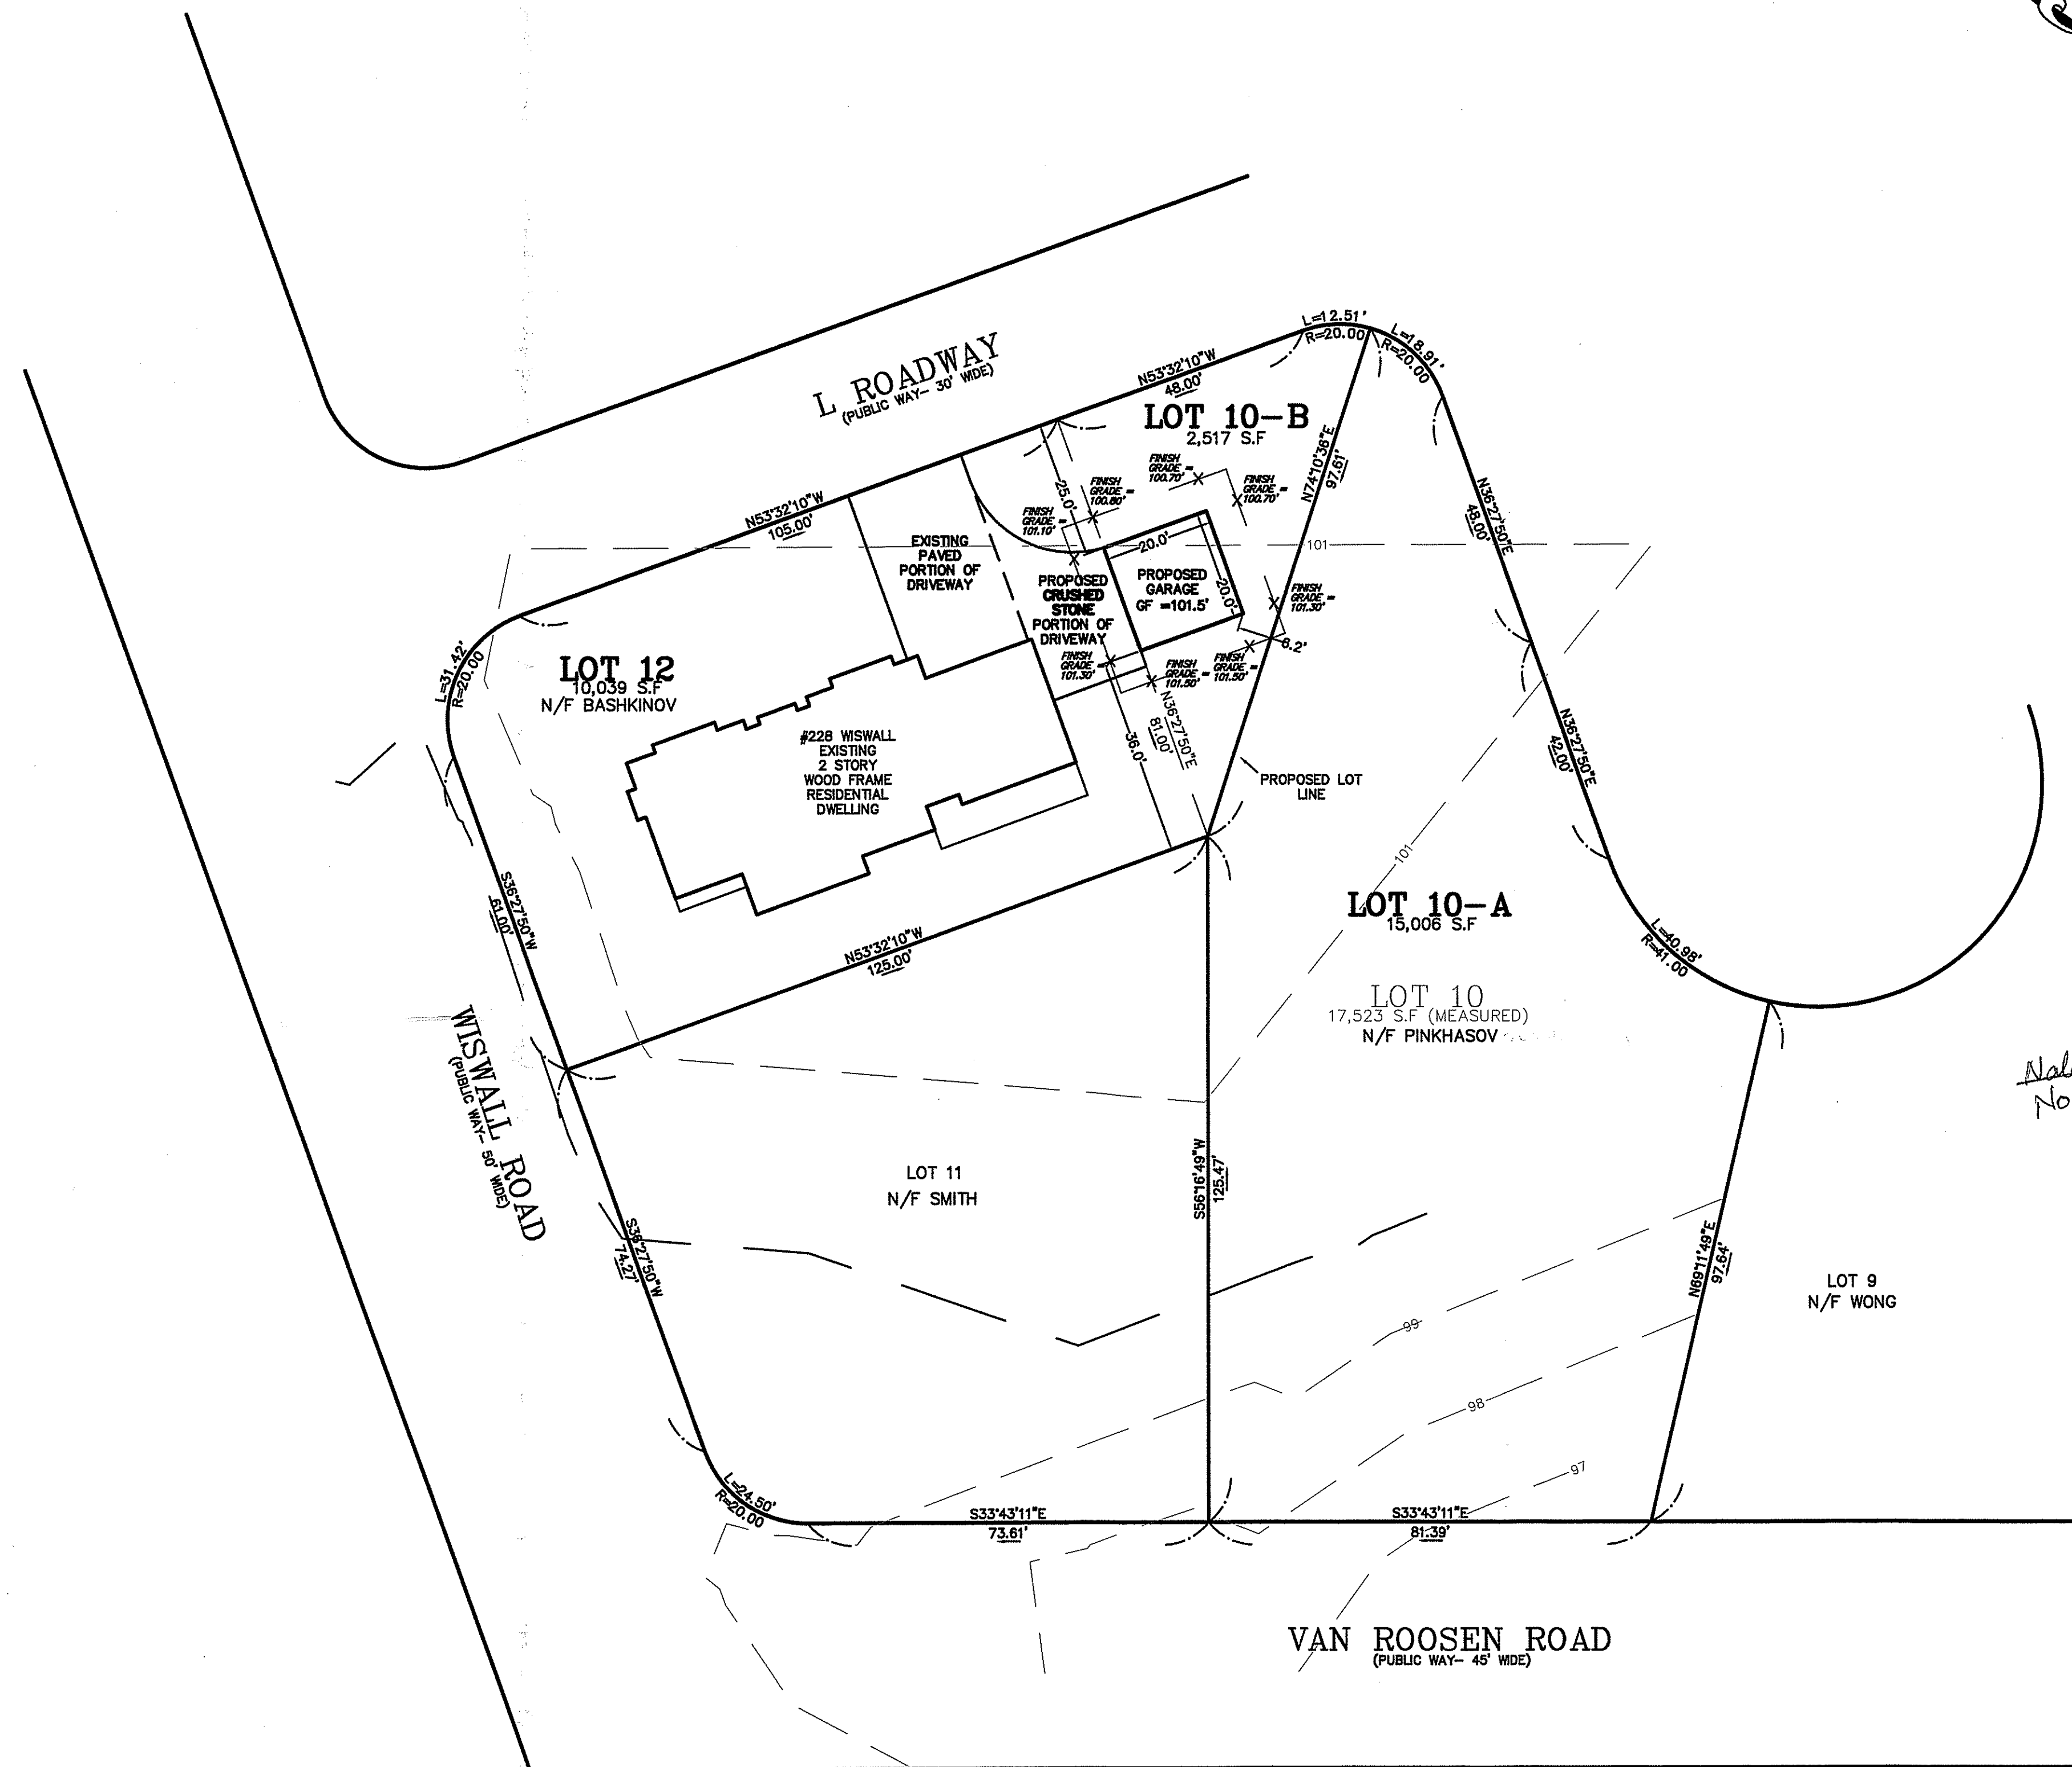 L=12.51'
R=20.00
L=18.91'
R=20.00
L ROADWAY
(PUBLIC WAY- 30' WIDE)
N53°32'10"W
48.00'
LOT 10-B
2,517 S.F
N74°10'36"E
97.61'
FINISH
GRADE =
100.70'
FINISH
GRADE =
100.70'
FINISH
GRADE =
100.80'
FINISH
GRADE =
101.10'
25.0'
N53°32'10"W
105.00'
N36°27'50"E
48.00'
EXISTING
PAVED
PORTION OF
DRIVEWAY
20.0'
101
PROPOSED
GARAGE
GF =101.5'
20.0'
PROPOSED
CRUSHED
STONE
PORTION OF
DRIVEWAY
FINISH
GRADE =
101.30'
6.2'
FINISH
GRADE =
101.30'
FINISH
GRADE =
101.50'
FINISH
GRADE =
101.50'
L=31.42'
R=20.00
LOT 12
10,039 S.F
N/F BASHKINOV
N36°27'50"E
81.00'
36.0'
#228 WISWALL
EXISTING
2 STORY
WOOD FRAME
RESIDENTIAL
DWELLING
N36°27'50"E
42.00'
PROPOSED LOT
LINE
101
S36°27'50"W
61.00'
LOT 10-A
15,006 S.F
N53°32'10"W
125.00'
L=40.98'
R=41.00
LOT 10
17,523 S.F (MEASURED)
N/F PINKHASOV
WISWALL ROAD
(PUBLIC WAY- 50' WIDE)
No
LOT 11
N/F SMITH
S56°16'49"W
125.47'
S36°27'50"W
74.27'
N69°11'49"E
97.64'
LOT 9
N/F WONG
99
98
97
L=24.50'
R=20.00
S33°43'11"E
73.61'
S33°43'11"E
81.39'
VAN ROOSEN ROAD
(PUBLIC WAY- 45' WIDE)